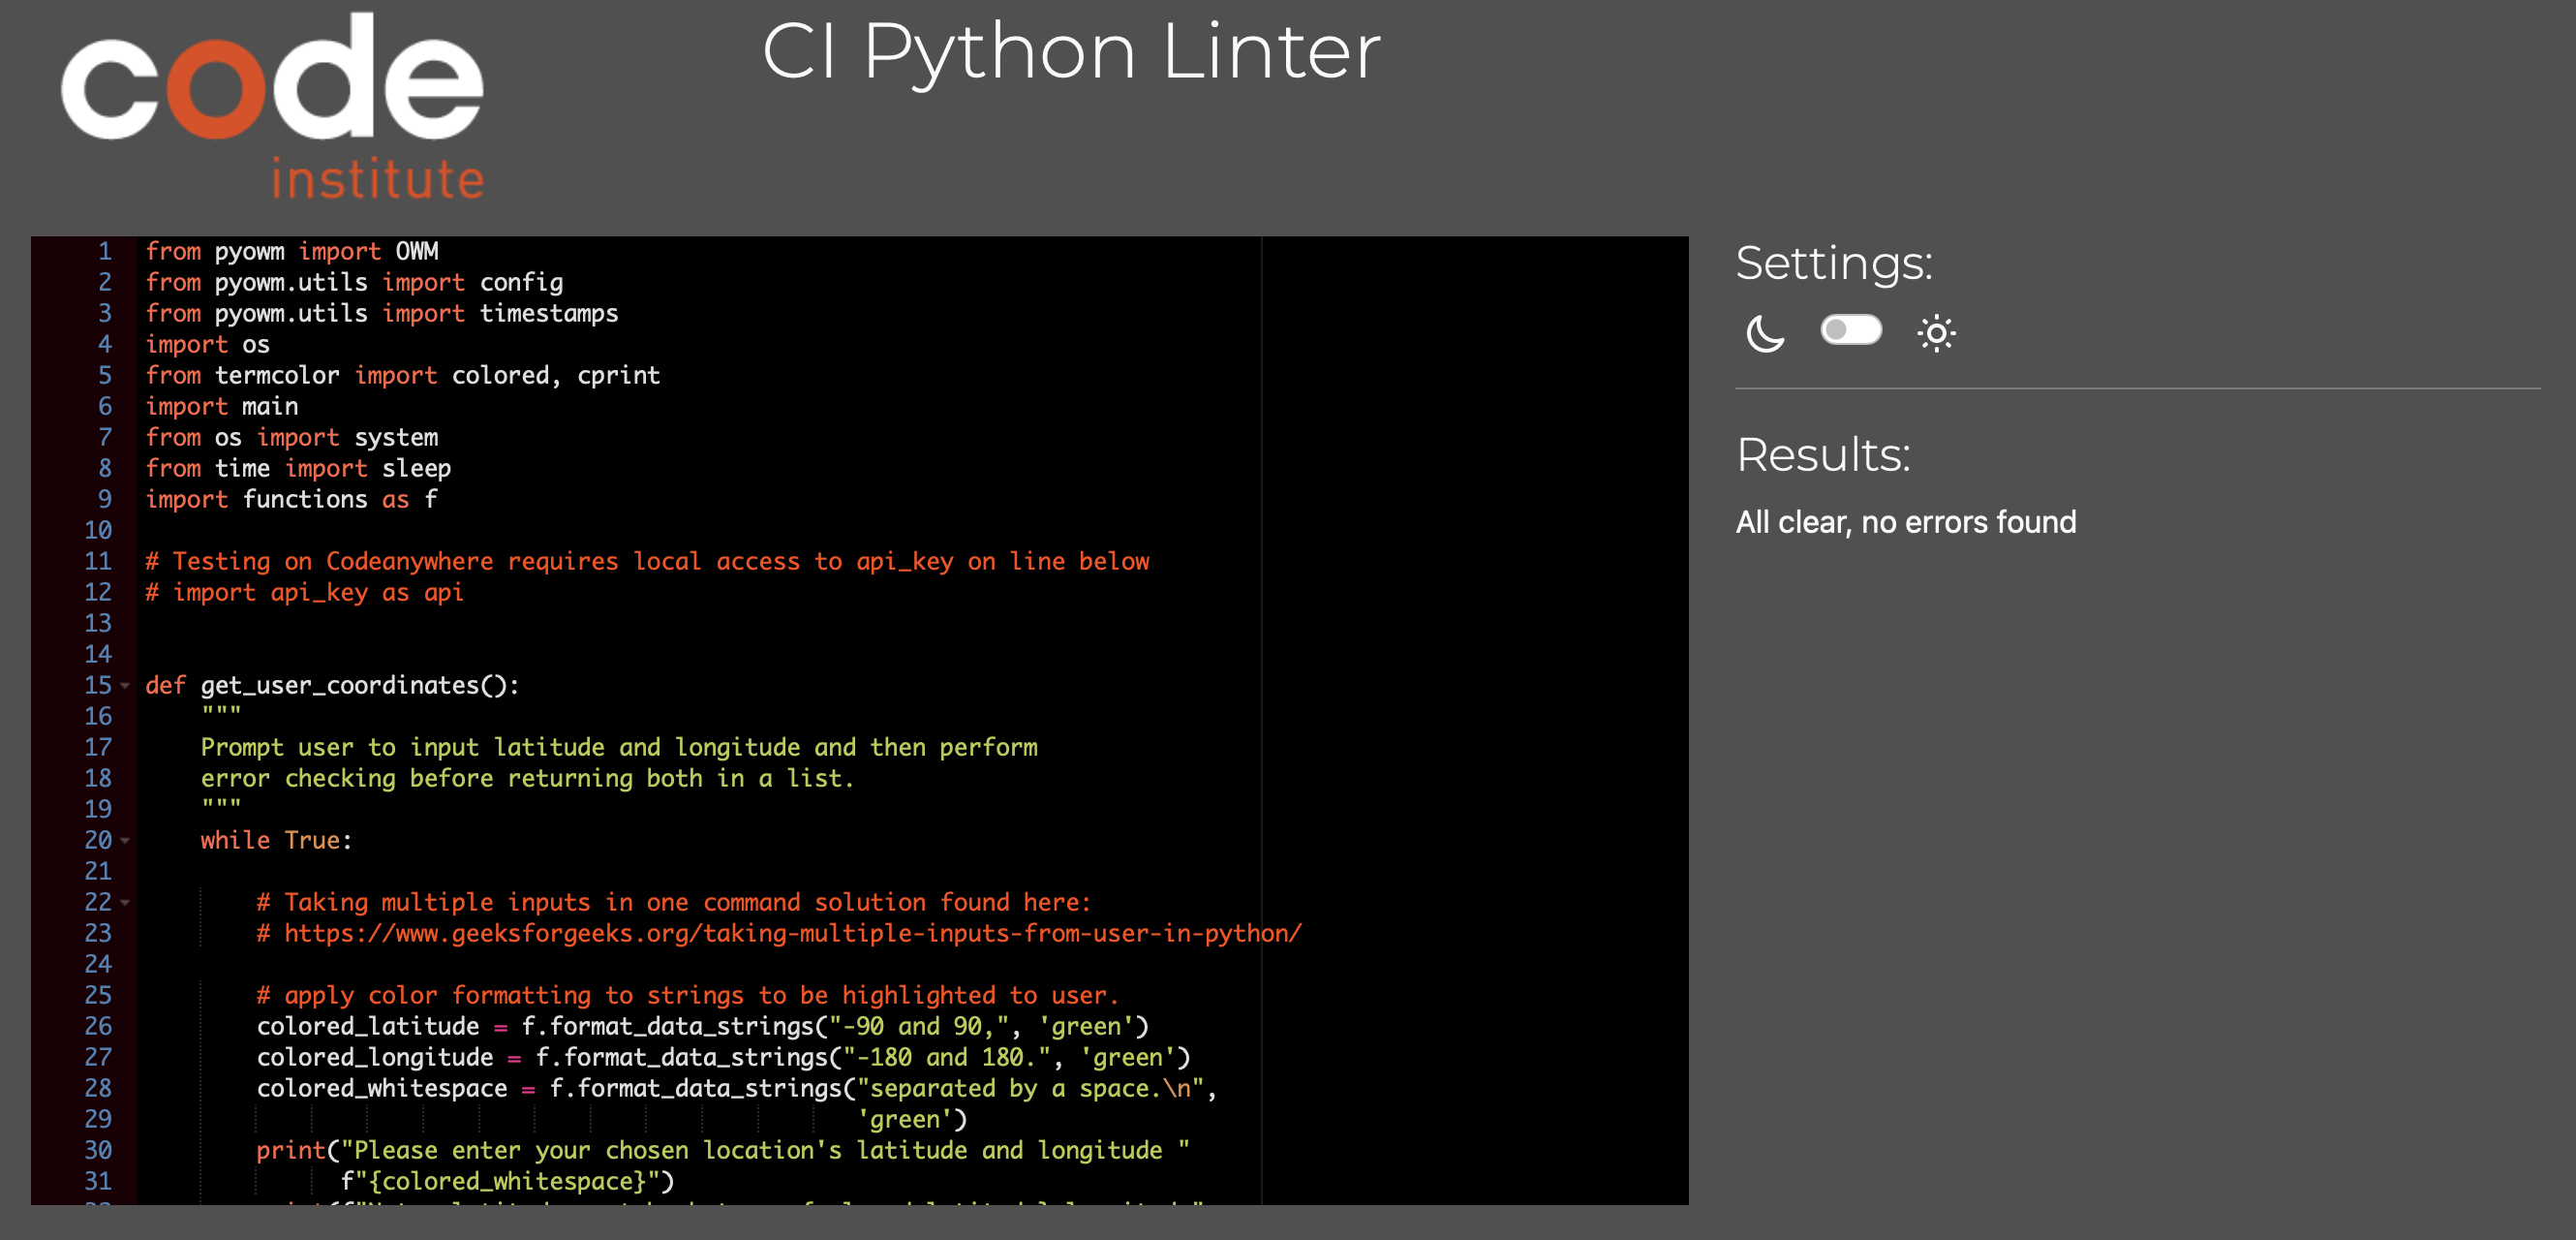 code
institute
CI Python Linter
1 from pyowm import OWM
2 from pyowm.utils import config
3 from pyowm.utils import timestamps
4 import os
5 from termcolor import colored, cprint
6 import main
7 from os import system
8 from time import sleep
9 import functions as f
10
11 # Testing on Codeanywhere requires local access to api_key on line below
12 # import api_key as api
13
14
15 def get_user_coordinates():
16     """
17     Prompt user to input latitude and longitude and then perform
18     error checking before returning both in a list.
19     """
20     while True:
21
22         # Taking multiple inputs in one command solution found here:
23         # https://www.geeksforgeeks.org/taking-multiple-inputs-from-user-in-python/
24
25         # apply color formatting to strings to be highlighted to user.
26         colored_latitude = f.format_data_strings("-90 and 90,", 'green')
27         colored_longitude = f.format_data_strings("-180 and 180.", 'green')
28         colored_whitespace = f.format_data_strings("separated by a space.\n",
29                                                    'green')
30         print("Please enter your chosen location's latitude and longitude "
31               f"{colored_whitespace}")
Settings:
Results:
All clear, no errors found